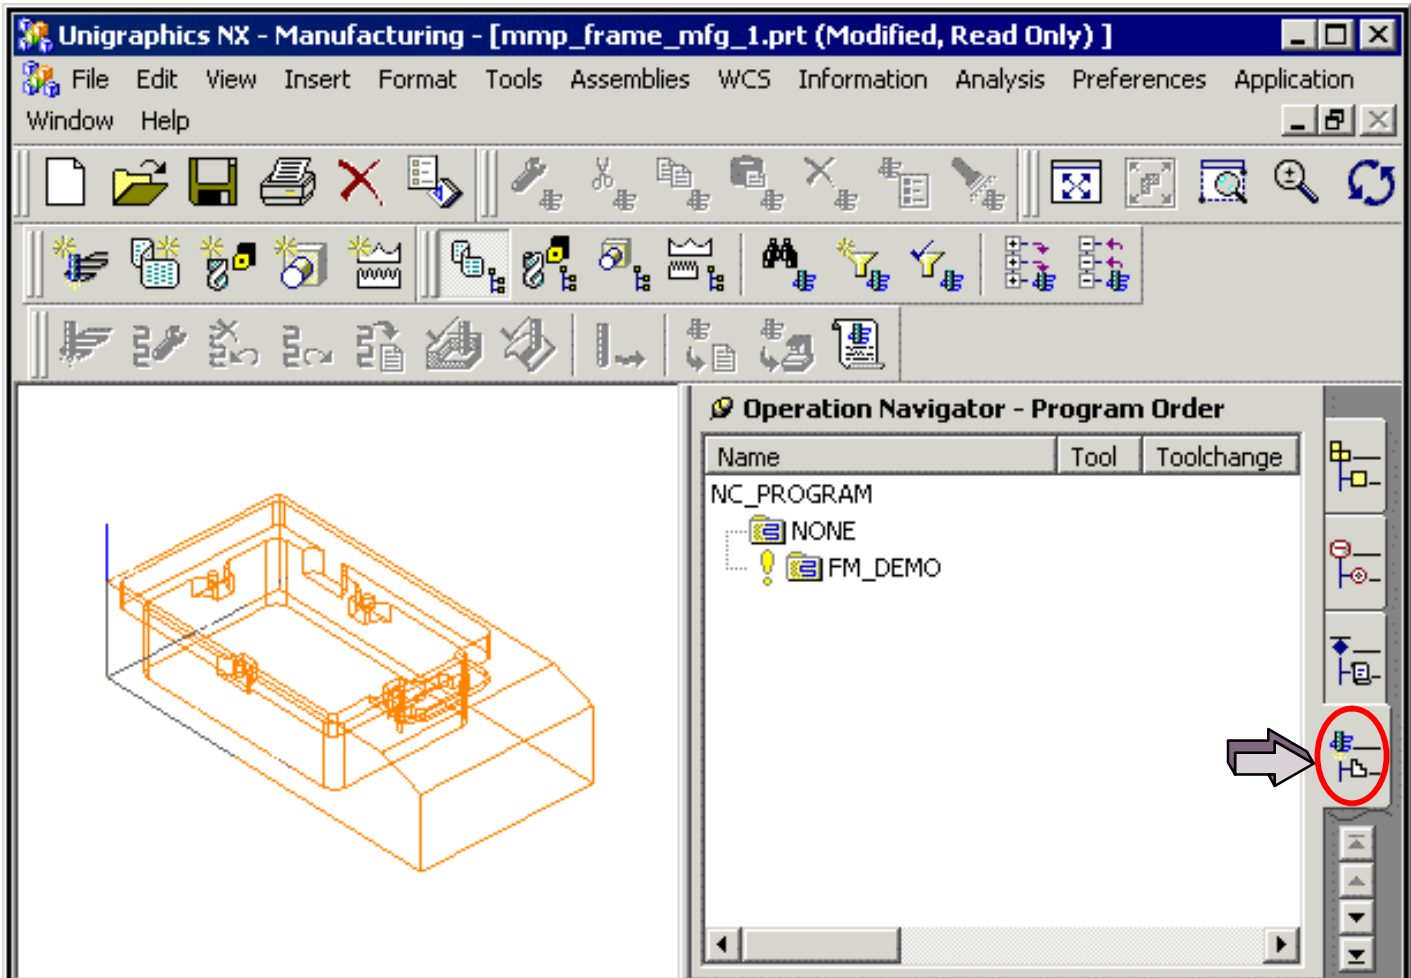 Unigraphics NX - Manufacturing - [mmp_frame_mfg_1.prt (Modified, Read Only) ]
File Edit View Insert Format Tools Assemblies WCS Information Analysis Preferences Application
Window Help
Operation Navigator - Program Order
Name Tool Toolchange
NC_PROGRAM
NONE
FM_DEMO